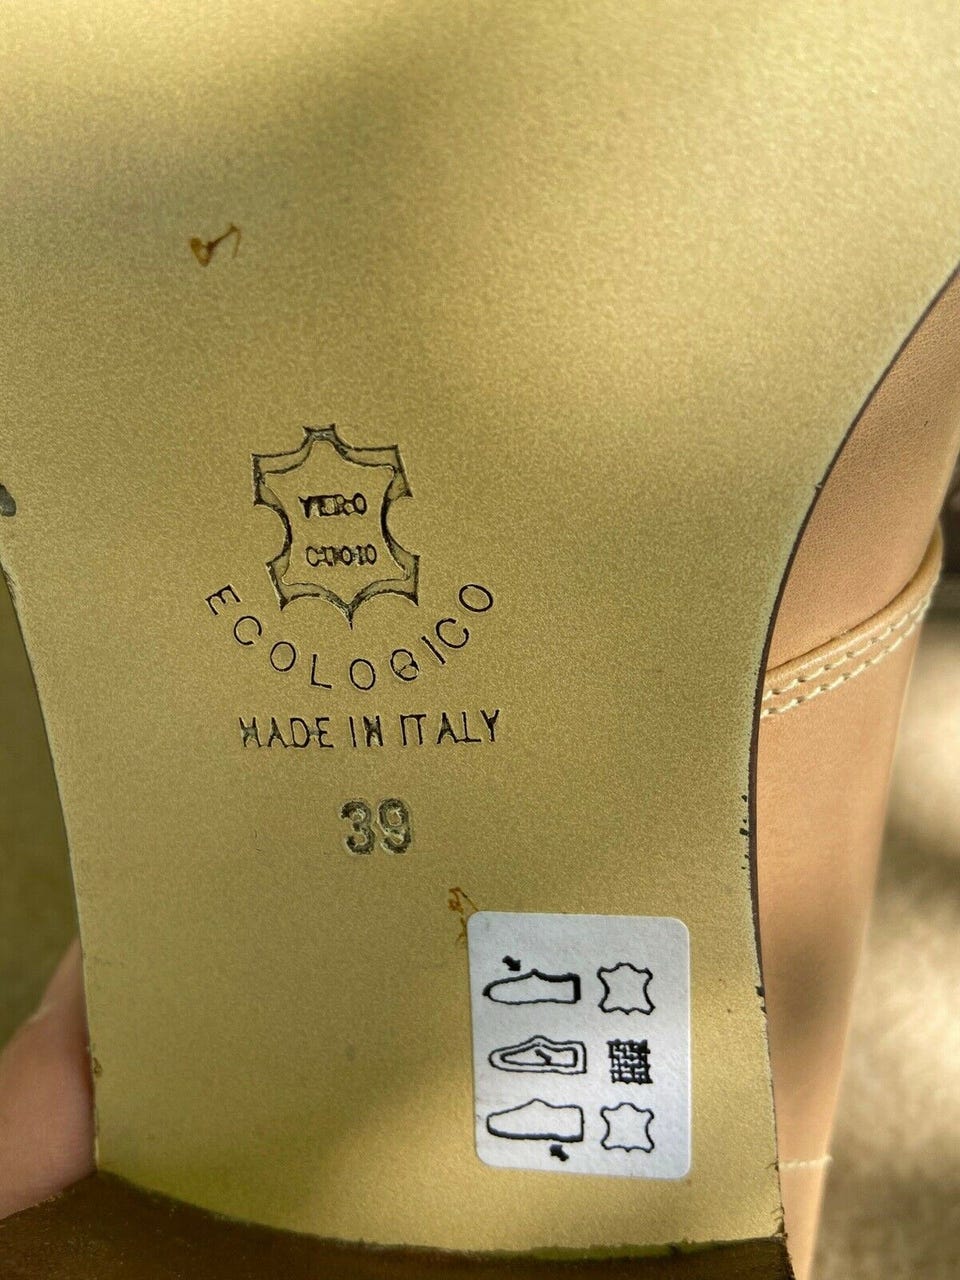 VERO
CUOIO
ECOLOGICO
MADE IN ITALY
39